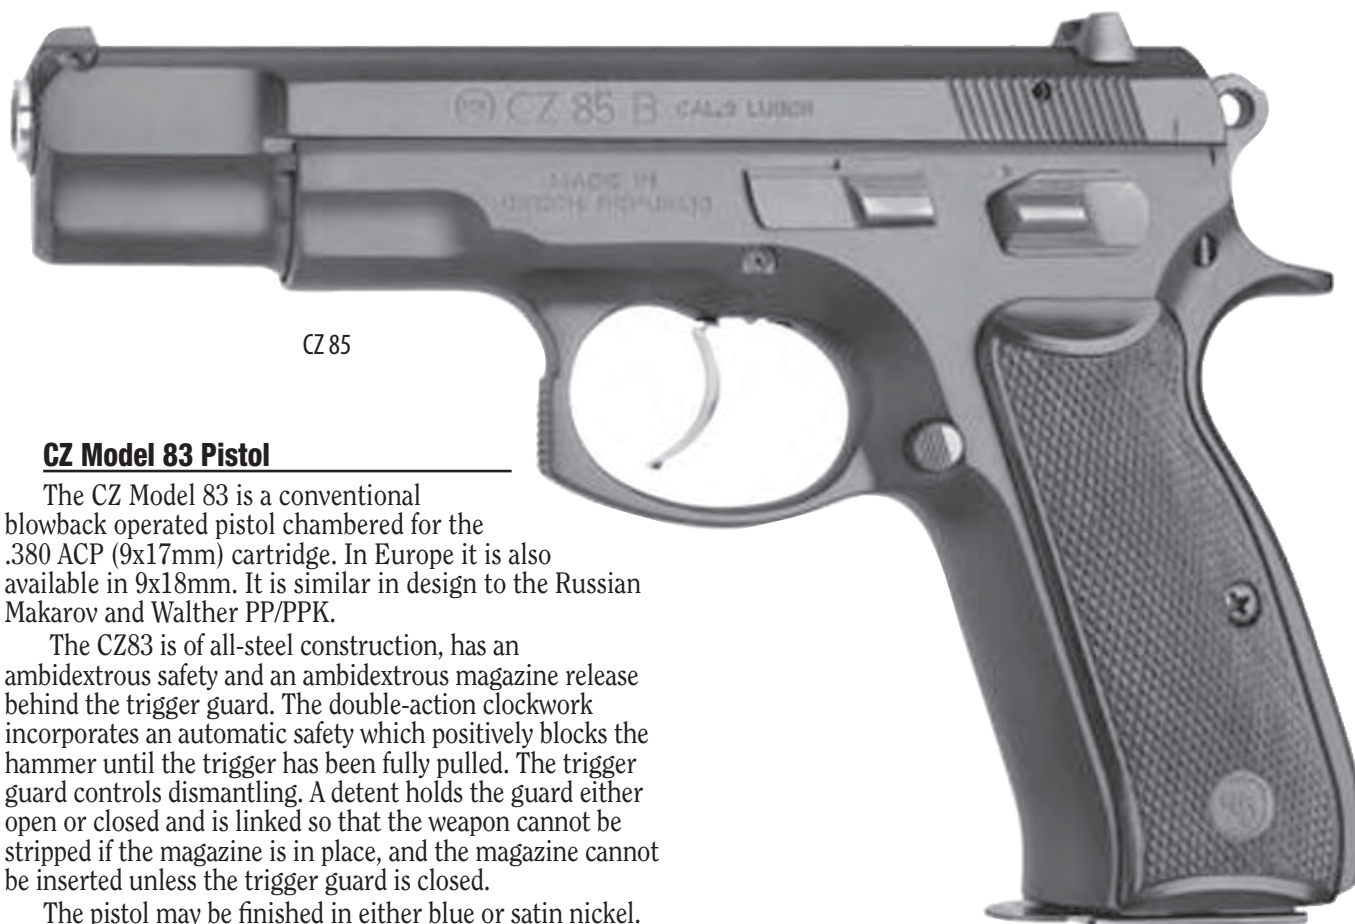 CZ 85 B CAL.9 LUGER
MADE IN
CZ 85
CZ Model 83 Pistol
The CZ Model 83 is a conventional
blowback operated pistol chambered for the
.380 ACP (9x17mm) cartridge. In Europe it is also
available in 9x18mm. It is similar in design to the Russian
Makarov and Walther PP/PPK.
The CZ83 is of all-steel construction, has an
ambidextrous safety and an ambidextrous magazine release
behind the trigger guard. The double-action clockwork
incorporates an automatic safety which positively blocks the
hammer until the trigger has been fully pulled. The trigger
guard controls dismantling. A detent holds the guard either
open or closed and is linked so that the weapon cannot be
stripped if the magazine is in place, and the magazine cannot
be inserted unless the trigger guard is closed.
The pistol may be finished in either blue or satin nickel.